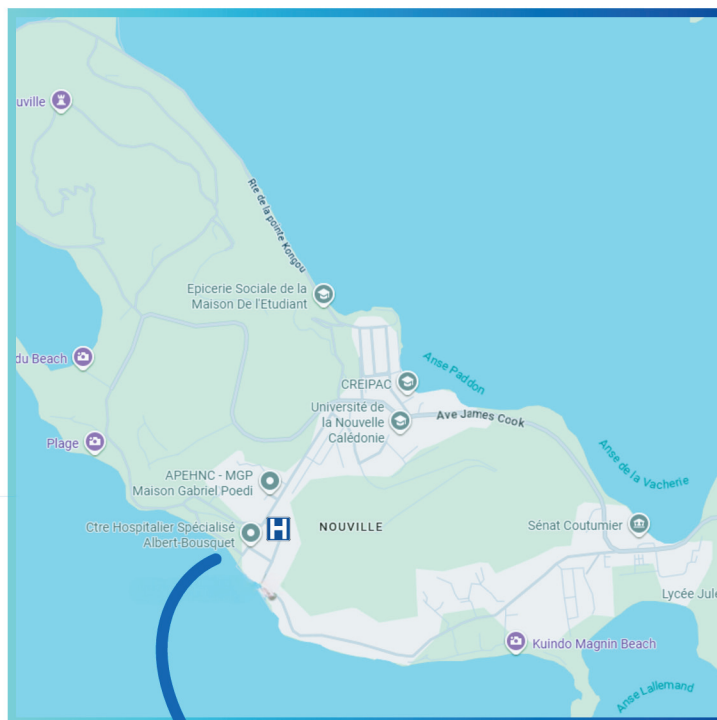 uville
Rte de la pointe Kongou
Epicerie Sociale de la
Maison De l'Etudiant
du Beach
Anse Paddon
CREIPAC
Université de
la Nouvelle
Calédonie
Ave James Cook
Plage
Anse de la Vacherie
APEHNC - MGP
Maison Gabriel Poedi
Ctre Hospitalier Spécialisé
Albert-Bousquet
H
NOUVILLE
Sénat Coutumier
Lycée Jule
Kuindo Magnin Beach
Anse Lallemand